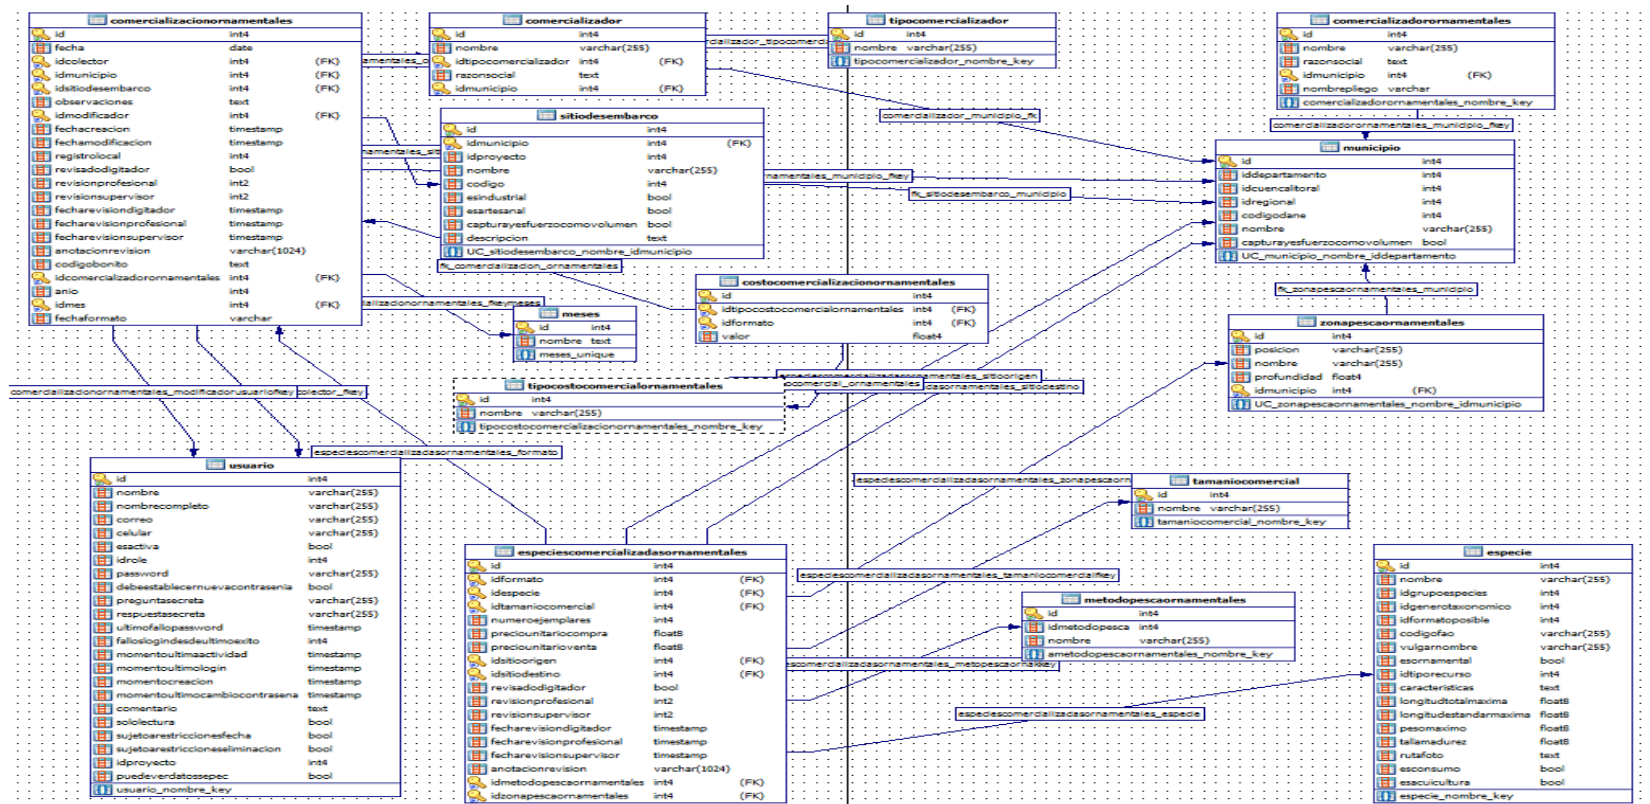 comercializacionornamentales
id int4
fecha date
idcolector int4 (FK)
idmunicipio int4 (FK)
idsitiodesembarco int4 (FK)
observaciones text
idmodificador int4 (FK)
fechacreacion timestamp
fechamodificacion timestamp
registrolocal int4
revisadodigitador bool
revisionprofesional int2
revisionsupervisor int2
fecharevisiondigitador timestamp
fecharevisionprofesional timestamp
fecharevisionsupervisor timestamp
anotacionrevision varchar(1024)
codigobonito text
idcomercializadorornamentales int4 (FK)
anio int4
idmes int4 (FK)
fechaformato varchar
comercializador
id int4
nombre varchar(255)
idtipocomercializador int4 (FK)
razonsocial text
idmunicipio int4 (FK)
tipocomercializador
id int4
nombre varchar(255)
tipocomercializador_nombre_key
comercializadorornamentales
id int4
nombre varchar(255)
razonsocial text
idmunicipio int4 (FK)
nombrepliego varchar
comercializadorornamentales_nombre_key
comercializador_municipio_fk
comercializadorornamentales_municipio_fkey
sitiodesembarco
id int4
idmunicipio int4 (FK)
idproyecto int4
nombre varchar(255)
codigo int4
esindustrial bool
esartesanal bool
capturayesfuerzocomovolumen bool
descripcion text
UC_sitiodesembarco_nombre_idmunicipio
fk_comercializacion_ornamentales
namentales_municipio_fkey
fk_sitiodesembarco_municipio
municipio
id int4
iddepartamento int4
idcuencalitoral int4
idregional int4
codigodane int4
nombre varchar(255)
capturayesfuerzocomovolumen bool
UC_municipio_nombre_iddepartamento
fk_zonapescaornamentales_municipio
costocomercializacionornamentales
id int4
idtipocostocomercialornamentales int4 (FK)
idformato int4 (FK)
valor float4
ializacionornamentales_fkeymeses
meses
id int4
nombre text
meses_unique
zonapescaornamentales
id int4
posicion varchar(255)
nombre varchar(255)
profundidad float4
idmunicipio int4 (FK)
UC_zonapescaornamentales_nombre_idmunicipio
tipocostocomercialornamentales
id int4
nombre varchar(255)
tipocostocomercializacionornamentales_nombre_key
especiescomercializadasornamentales_sitioorigen
ocomercial_ornamentales
dasornamentales_sitiodestino
comercializacionornamentales_modificadorusuariofkey
colector_fkey
especiescomercializadasornamentales_formato
usuario
id int4
nombre varchar(255)
nombrecompleto varchar(255)
correo varchar(255)
celular varchar(255)
esactiva bool
idrole int4
password varchar(255)
debeestablecernuevacontrasenia bool
preguntasecreta varchar(255)
respuestasecreta varchar(255)
ultimofallopassword timestamp
falloslogindesdeultimoexito int4
momentoultimaactividad timestamp
momentoultimologin timestamp
momentocreacion timestamp
momentoultimocambiocontrasena timestamp
comentario text
sololectura bool
sujetoarestriccionesfecha bool
sujetoarestriccioneseliminacion bool
idproyecto int4
puedeverdatossepec bool
usuario_nombre_key
especiescomercializadasornamentales
id int4
idformato int4 (FK)
idespecie int4 (FK)
idtamaniocomercial int4 (FK)
numeroejemplares int4
preciounitariocompra float8
preciounitarioventa float8
idsitioorigen int4 (FK)
idsitiodestino int4 (FK)
revisadodigitador bool
revisionprofesional int2
revisionsupervisor int2
fecharevisiondigitador timestamp
fecharevisionprofesional timestamp
fecharevisionsupervisor timestamp
anotacionrevision varchar(1024)
idmetodopescaornamentales int4 (FK)
idzonapescaornamentales int4 (FK)
especiescomercializadasornamentales_zonapescaorn
tamaniocomercial
id int4
nombre varchar(255)
tamaniocomercial_nombre_key
especiescomercializadasornamentales_tamaniocomercialfkey
metodopescaornamentales
id int4
idmetodopesca int4
nombre varchar(255)
ametodopescaornamentales_nombre_key
especiescomercializadasornamentales_especie
especie
id int4
nombre varchar(255)
idgrupoespecies int4
idgenerotaxonomico int4
idformatoposible int4
codigofao varchar(255)
vulgarnombre varchar(255)
esornamental bool
idtiporecurso int4
caracteristicas text
longitudtotalmaxima float8
longitudestandarmaxima float8
pesomaximo float8
tallamadurez float8
rutafoto text
esconsumo bool
esacuicultura bool
especie_nombre_key